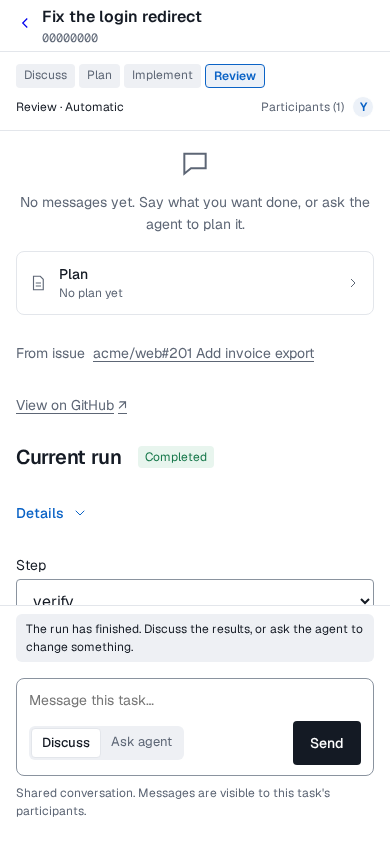 Fix the login redirect
00000000
Discuss Plan Implement Review
Review · Automatic Participants (1) Y
No messages yet. Say what you want done, or ask the
agent to plan it.
Plan
No plan yet
From issue acme/web#201 Add invoice export
View on GitHub
Current run Completed
Details
Step
verify
The run has finished. Discuss the results, or ask the agent to
change something.
Message this task...
Discuss Ask agent Send
Shared conversation. Messages are visible to this task's
participants.